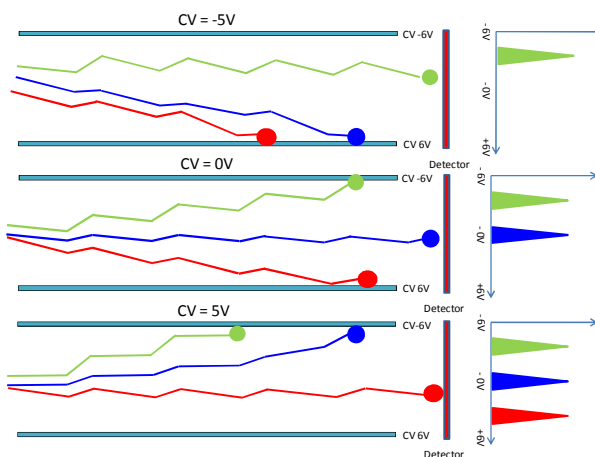 CV = -5V
CV -6V
-6V
-0V
+6V
CV 6V
Detector
CV = 0V
CV -6V
-6V
-0V
+6V
CV 6V
Detector
CV = 5V
CV-6V
-6V
-0V
+6V
CV 6V
Detector